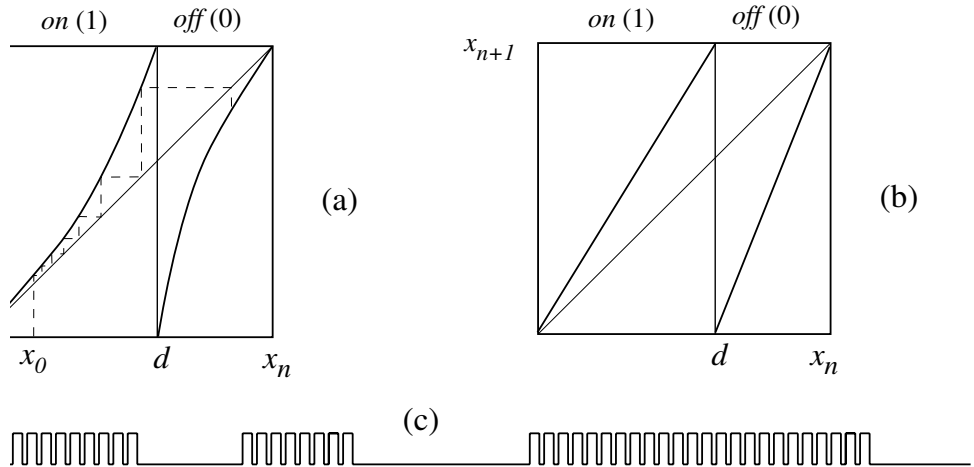 on (1) off (0)
x_0 d x_n
(a)
on (1) off (0)
x_{n+1}
d x_n
(b)
(c)